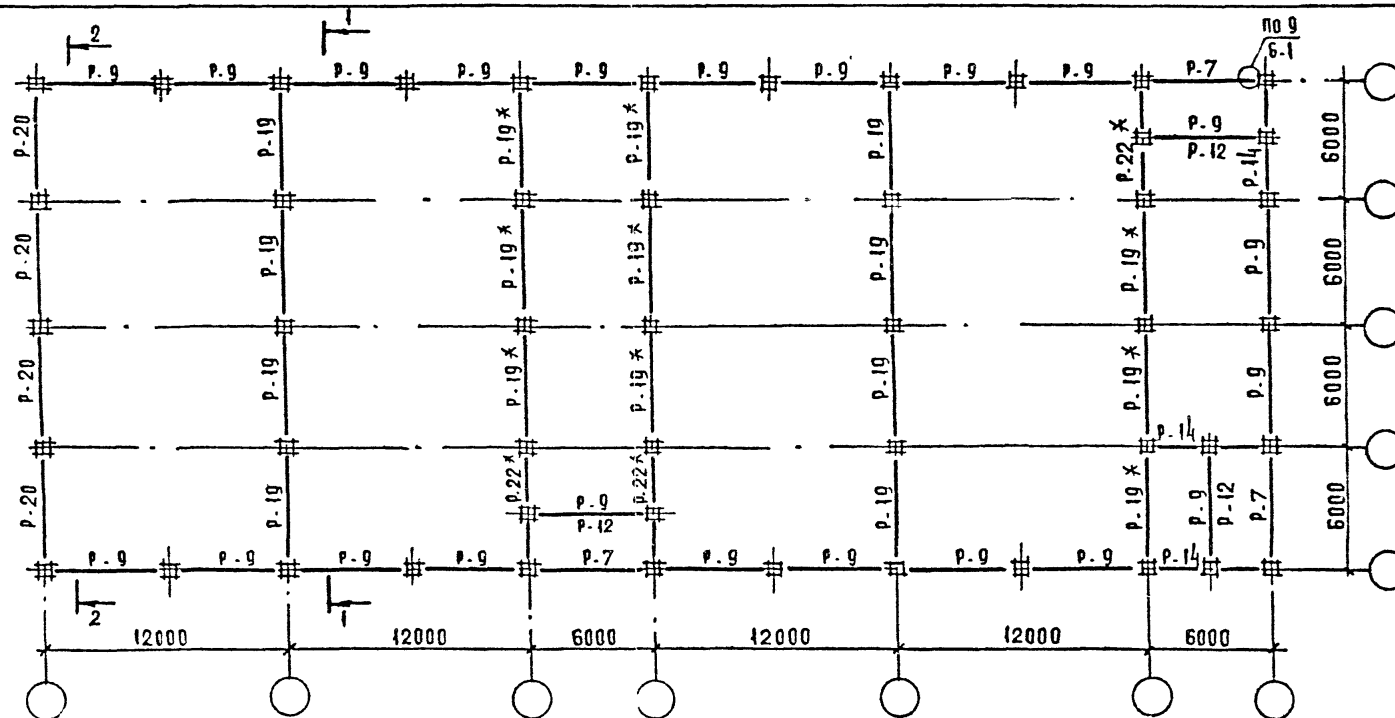 2
1
по 9
Б-1
Р-9 Р-9 Р-9 Р-9 Р-9 Р-9 Р-9 Р-9 Р-9 Р-7
Р-20 Р-19 Р-19* Р-19* Р-19 Р-22* Р-9 Р-14 6000
Р-12
Р-20 Р-19 Р-19* Р-19* Р-19 Р-19* Р-9 6000
Р-20 Р-19 Р-19* Р-19* Р-19 Р-19* Р-9 6000
Р-14
Р-20 Р-19 Р-22* Р-22* Р-19 Р-19* Р-9 Р-12 Р-7 6000
Р-9
Р-12
Р-9 Р-9 Р-9 Р-9 Р-7 Р-9 Р-9 Р-9 Р-9 Р-14
2
1
12000 12000 6000 12000 12000 6000